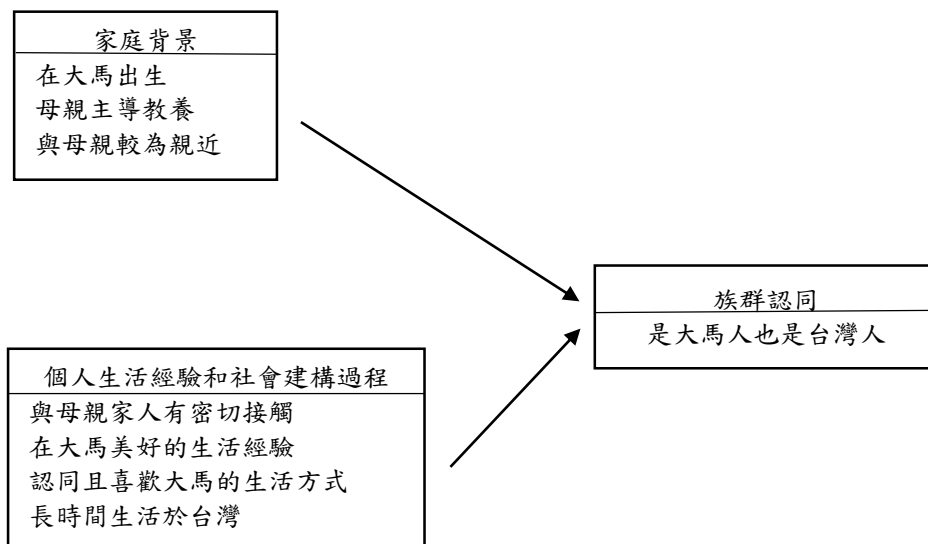 家庭背景
在大馬出生
母親主導教養
與母親較為親近
族群認同
是大馬人也是台灣人
個人生活經驗和社會建構過程
與母親家人有密切接觸
在大馬美好的生活經驗
認同且喜歡大馬的生活方式
長時間生活於台灣